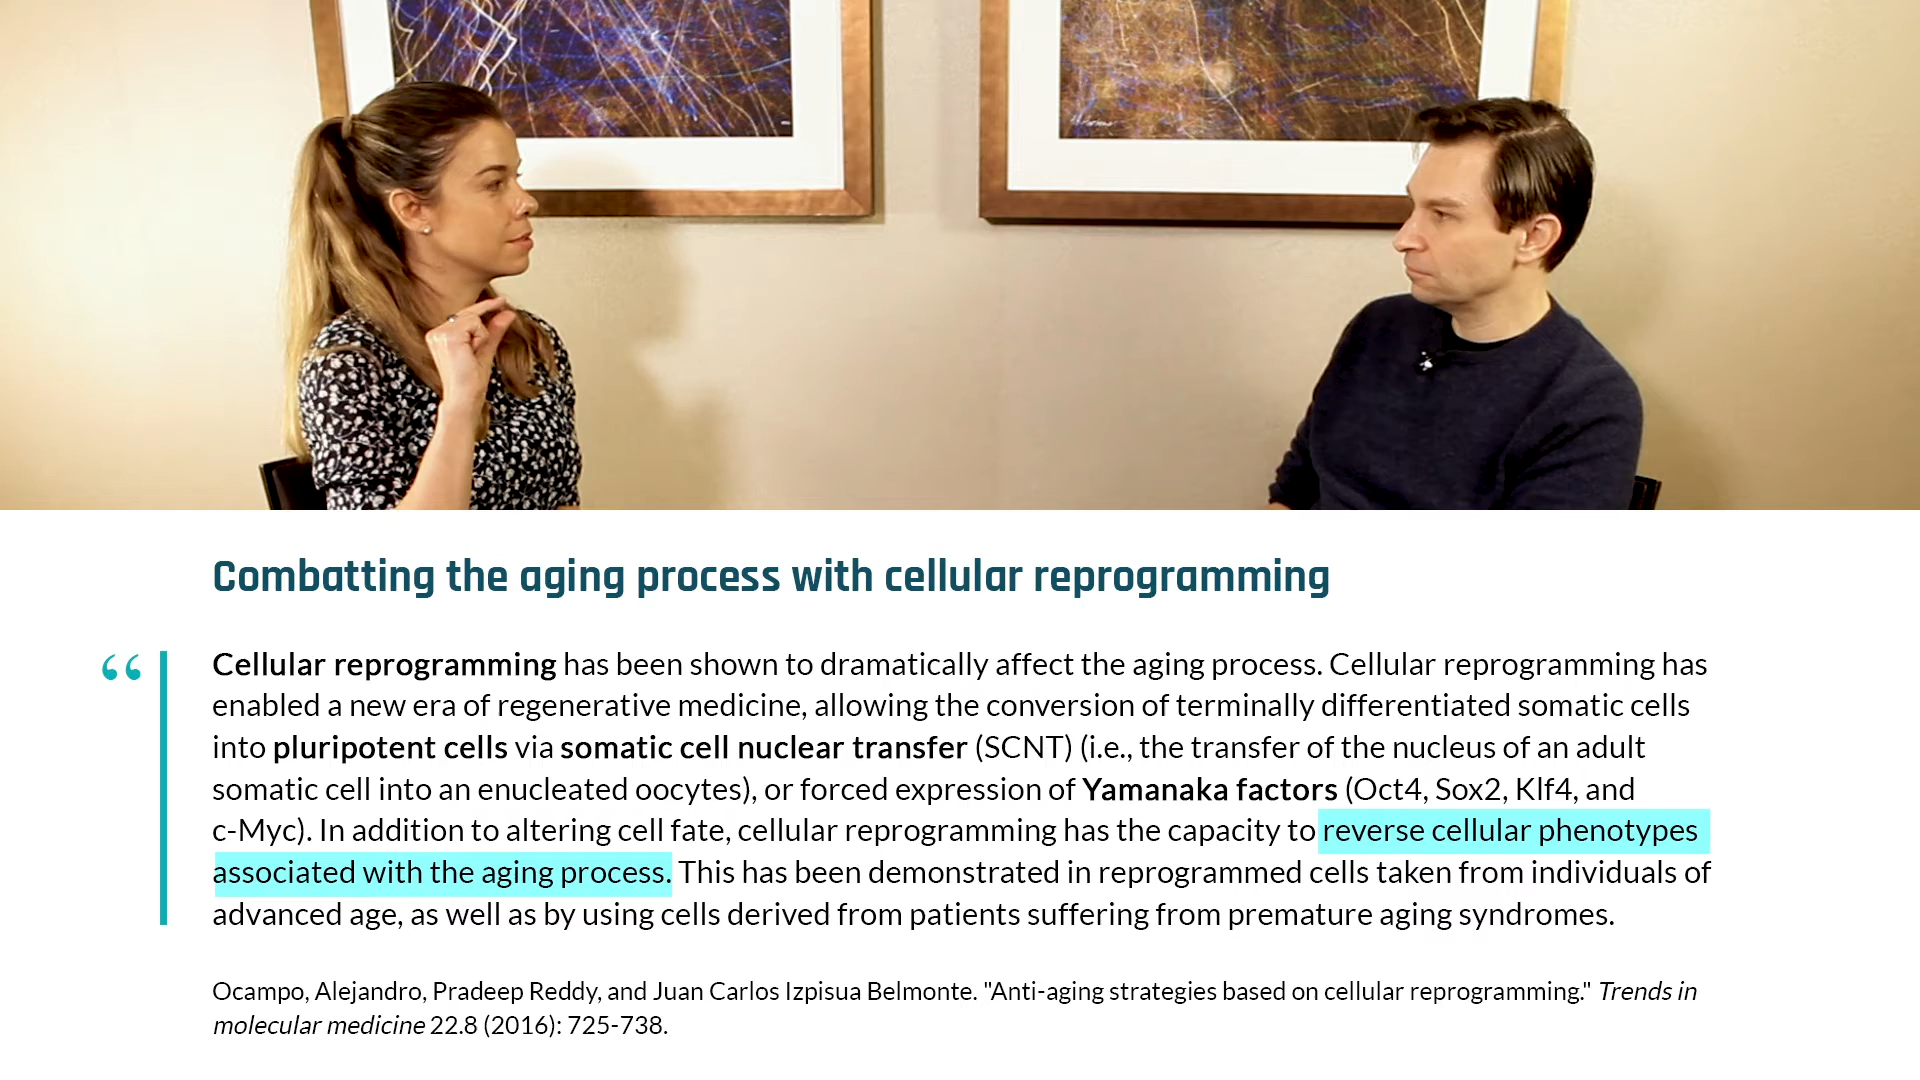 Combatting the aging process with cellular reprogramming
“
Cellular reprogramming has been shown to dramatically affect the aging process. Cellular reprogramming has
enabled a new era of regenerative medicine, allowing the conversion of terminally differentiated somatic cells
into pluripotent cells via somatic cell nuclear transfer (SCNT) (i.e., the transfer of the nucleus of an adult
somatic cell into an enucleated oocytes), or forced expression of Yamanaka factors (Oct4, Sox2, Klf4, and
c-Myc). In addition to altering cell fate, cellular reprogramming has the capacity to reverse cellular phenotypes
associated with the aging process. This has been demonstrated in reprogrammed cells taken from individuals of
advanced age, as well as by using cells derived from patients suffering from premature aging syndromes.
Ocampo, Alejandro, Pradeep Reddy, and Juan Carlos Izpisua Belmonte. "Anti-aging strategies based on cellular reprogramming." Trends in
molecular medicine 22.8 (2016): 725-738.